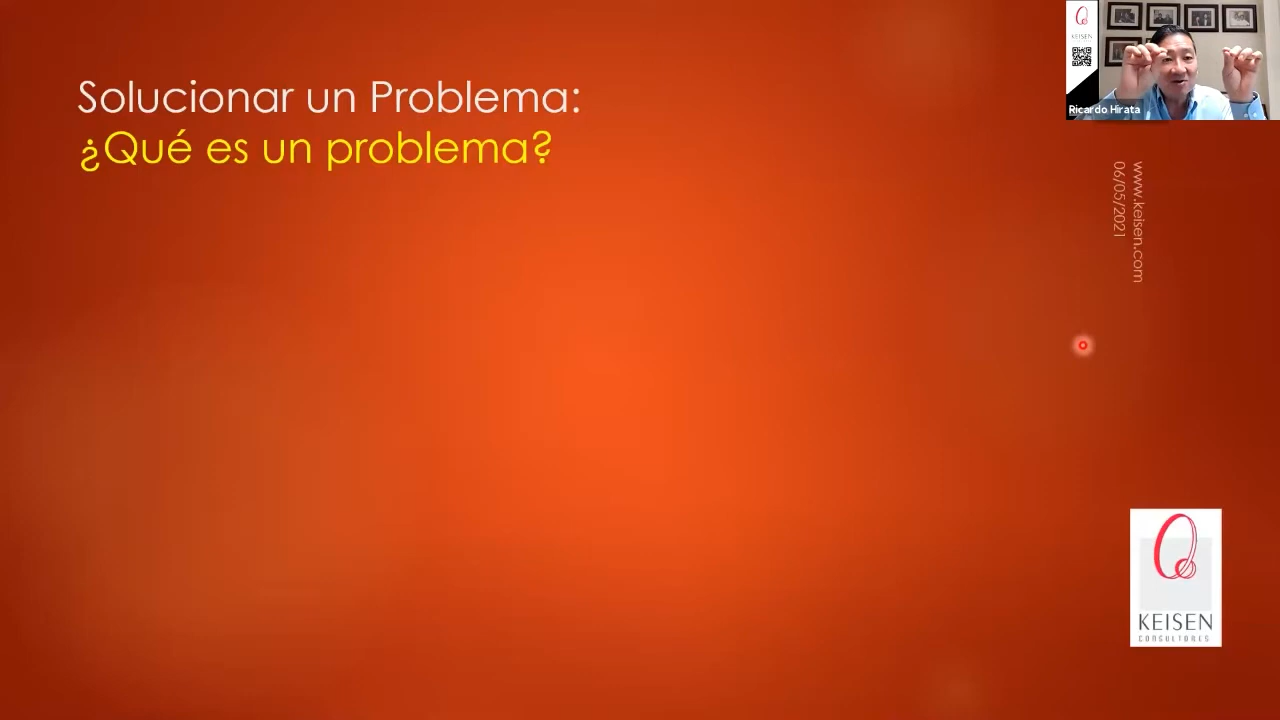 Solucionar un Problema:
¿Qué es un problema?
KEISEN
Ricardo Hirata
www.keisen.com
06/05/2021
KEISEN
CONSULTORES